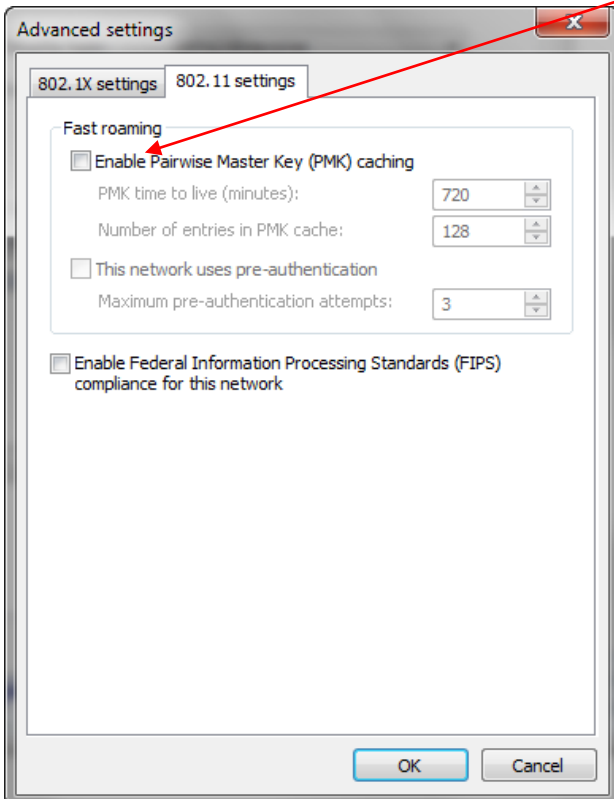 Advanced settings
802.1X settings 802.11 settings
Fast roaming
Enable Pairwise Master Key (PMK) caching
PMK time to live (minutes): 720
Number of entries in PMK cache: 128
This network uses pre-authentication
Maximum pre-authentication attempts: 3
Enable Federal Information Processing Standards (FIPS)
compliance for this network
OK Cancel